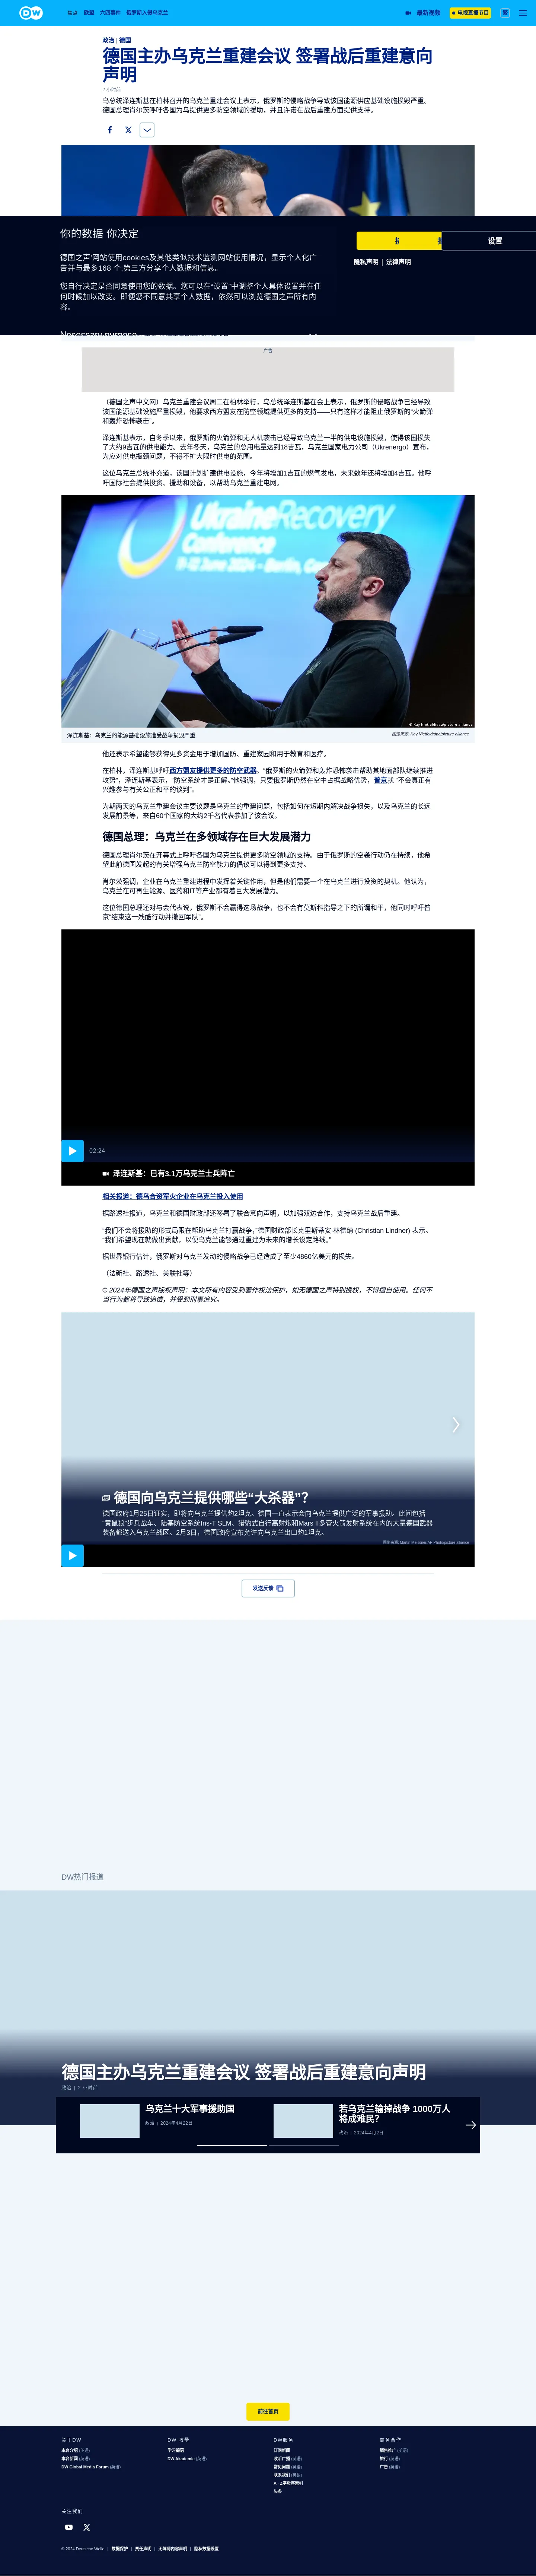 DW
焦点 欧盟 六四事件 俄罗斯入侵乌克兰
最新视频
电视直播节目
繁
政治 | 德国
德国主办乌克兰重建会议 签署战后重建意向
声明
2 小时前
乌总统泽连斯基在柏林召开的乌克兰重建会议上表示，俄罗斯的侵略战争导致该国能源供应基础设施损毁严重。
德国总理肖尔茨呼吁各国为乌提供更多防空领域的援助，并且许诺在战后重建方面提供支持。
你的数据 你决定
德国之声'网站使用cookies及其他类似技术监测网站使用情况，显示个人化广
告并与最多168 个;第三方分享个人数据和信息。
您自行决定是否同意使用您的数据。您可以在“设置”中调整个人具体设置并在任
何时候加以改变。即便您不同意共享个人数据，依然可以浏览德国之声所有内
容。
Necessary purpose
设置
隐私声明 | 法律声明
广告
（德国之声中文网）乌克兰重建会议周二在柏林举行，乌总统泽连斯基在会上表示，俄罗斯的侵略战争已经导致
该国能源基础设施严重损毁，他要求西方盟友在防空领域提供更多的支持——只有这样才能阻止俄罗斯的“火箭弹
和轰炸恐怖袭击”。
泽连斯基表示，自冬季以来，俄罗斯的火箭弹和无人机袭击已经导致乌克兰一半的供电设施损毁，使得该国损失
了大约9吉瓦的供电能力。去年冬天，乌克兰的总用电量达到18吉瓦。乌克兰国家电力公司（Ukrenergo）宣布，
为应对供电瓶颈问题，不得不扩大限时供电的范围。
这位乌克兰总统补充道，该国计划扩建供电设施，今年将增加1吉瓦的燃气发电，未来数年还将增加4吉瓦。他呼
吁国际社会提供投资、援助和设备，以帮助乌克兰重建电网。
UkraineRecovery
Conference
11-12 June 2024 - Berlin, Germany
© Kay Nietfeld/dpa/picture alliance
泽连斯基：乌克兰的能源基础设施遭受战争损毁严重
图像来源: Kay Nietfeld/dpa/picture alliance
他还表示希望能够获得更多资金用于增加国防、重建家园和用于教育和医疗。
在柏林，泽连斯基呼吁西方盟友提供更多的防空武器。“俄罗斯的火箭弹和轰炸恐怖袭击帮助其地面部队继续推进
攻势”，泽连斯基表示，“防空系统才是正解。”他强调，只要俄罗斯仍然在空中占据战略优势，普京就 “不会真正有
兴趣参与有关公正和平的谈判”。
为期两天的乌克兰重建会议主要议题是乌克兰的重建问题，包括如何在短期内解决战争损失，以及乌克兰的长远
发展前景等，来自60个国家的大约2千名代表参加了该会议。
德国总理：乌克兰在多领域存在巨大发展潜力
德国总理肖尔茨在开幕式上呼吁各国为乌克兰提供更多防空领域的支持。由于俄罗斯的空袭行动仍在持续，他希
望此前德国发起的有关增强乌克兰防空能力的倡议可以得到更多支持。
肖尔茨强调，企业在乌克兰重建进程中发挥着关键作用，但是他们需要一个在乌克兰进行投资的契机。他认为，
乌克兰在可再生能源、医药和IT等产业都有着巨大发展潜力。
这位德国总理还对与会代表说，俄罗斯不会赢得这场战争，也不会有莫斯科指导之下的所谓和平，他同时呼吁普
京“结束这一残酷行动并撤回军队”。
02:24
泽连斯基：已有3.1万乌克兰士兵阵亡
相关报道：德乌合资军火企业在乌克兰投入使用
据路透社报道，乌克兰和德国财政部还签署了联合意向声明，以加强双边合作，支持乌克兰战后重建。
“我们不会将援助的形式局限在帮助乌克兰打赢战争，”德国财政部长克里斯蒂安·林德纳 (Christian Lindner) 表示。
“我们希望现在就做出贡献，以便乌克兰能够通过重建为未来的增长设定路线。”
据世界银行估计，俄罗斯对乌克兰发动的侵略战争已经造成了至少4860亿美元的损失。
（法新社、路透社、美联社等）
© 2024年德国之声版权声明：本文所有内容受到著作权法保护，如无德国之声特别授权，不得擅自使用。任何不
当行为都将导致追偿，并受到刑事追究。
德国向乌克兰提供哪些“大杀器”？
德国政府1月25日证实，即将向乌克兰提供豹2坦克。德国一直表示会向乌克兰提供广泛的军事援助。此间包括
“黄鼠狼”步兵战车、陆基防空系统Iris-T SLM、猎豹式自行高射炮和Mars II多管火箭发射系统在内的大量德国武器
装备都送入乌克兰战区。2月3日，德国政府宣布允许向乌克兰出口豹1坦克。
图像来源: Martin Meissner/AP Photo/picture alliance
发送反馈
DW热门报道
德国主办乌克兰重建会议 签署战后重建意向声明
政治 | 2 小时前
乌克兰十大军事援助国
政治 | 2024年4月22日
若乌克兰输掉战争 1000万人
将成难民？
政治 | 2024年4月2日
前往首页
关于DW
本台介绍 (英语)
本台新闻 (英语)
DW Global Media Forum (英语)
DW 教学
学习德语
DW Akademie (英语)
DW服务
订阅新闻
收听广播 (英语)
常见问题 (英语)
联系我们 (英语)
A - Z字母序索引
头条
商务合作
销售推广 (英语)
旅行 (英语)
广告 (英语)
关注我们
© 2024 Deutsche Welle | 数据保护 | 责任声明 | 无障碍内容声明 | 隐私数据设置